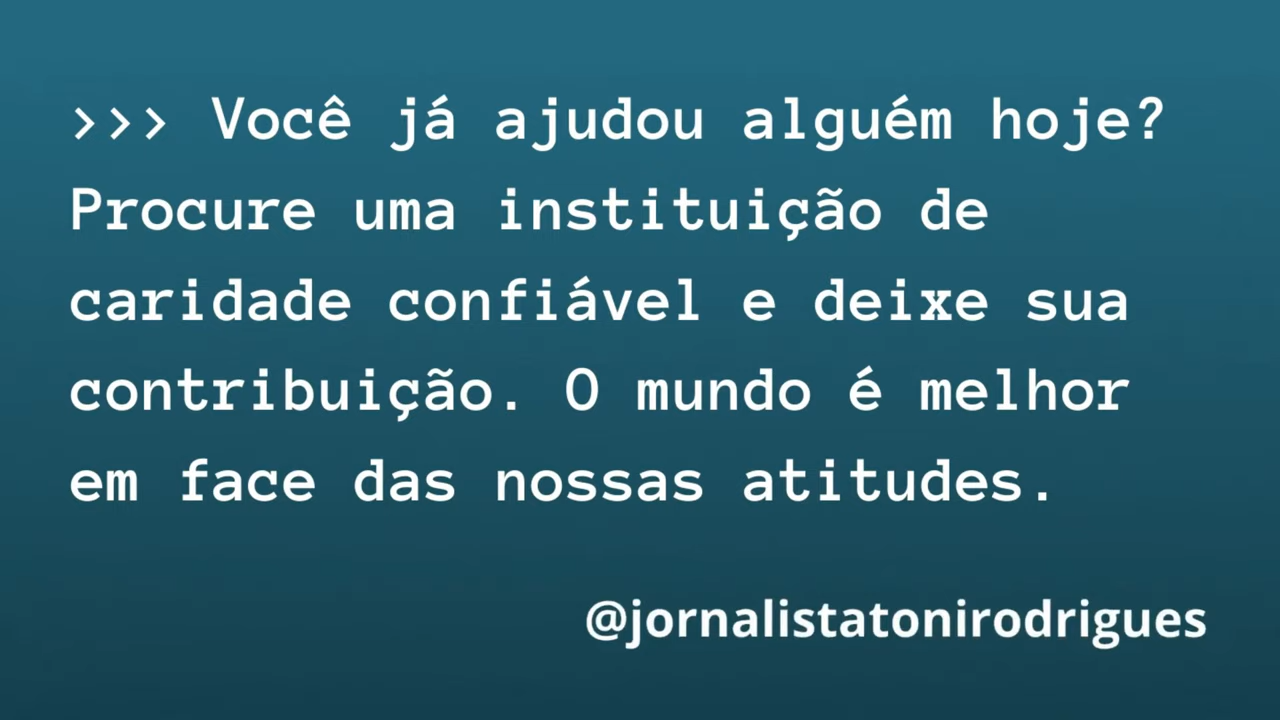 ››› Você já ajudou alguém hoje?
Procure uma instituição de
caridade confiável e deixe sua
contribuição. O mundo é melhor
em face das nossas atitudes.
@jornalistatonirodrigues